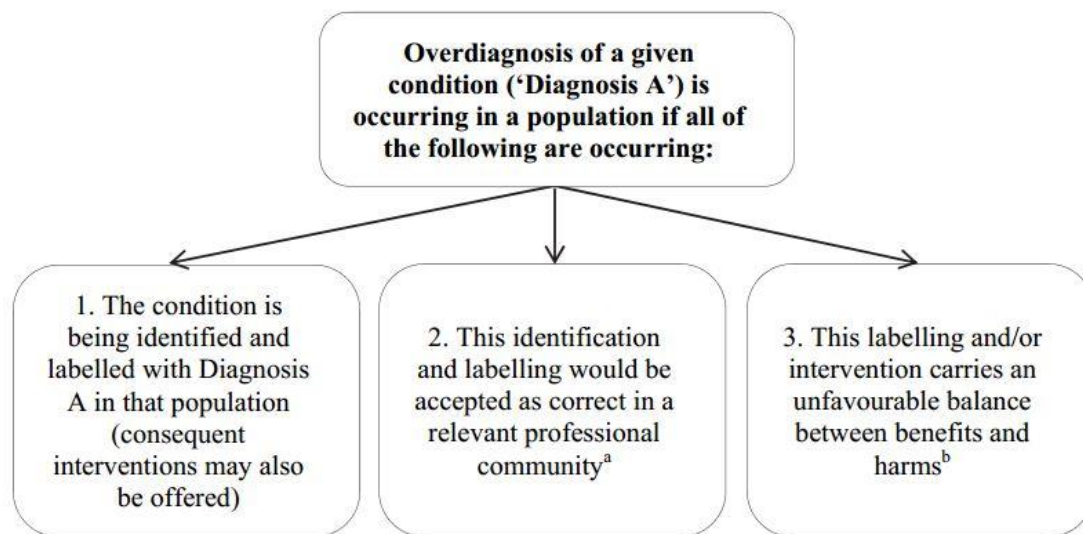 Overdiagnosis of a given
condition (‘Diagnosis A’) is
occurring in a population if all of
the following are occurring:
1. The condition is
being identified and
labelled with Diagnosis
A in that population
(consequent
interventions may also
be offered)
2. This identification
and labelling would be
accepted as correct in a
relevant professional
communityᵃ
3. This labelling and/or
intervention carries an
unfavourable balance
between benefits and
harmsᵇ